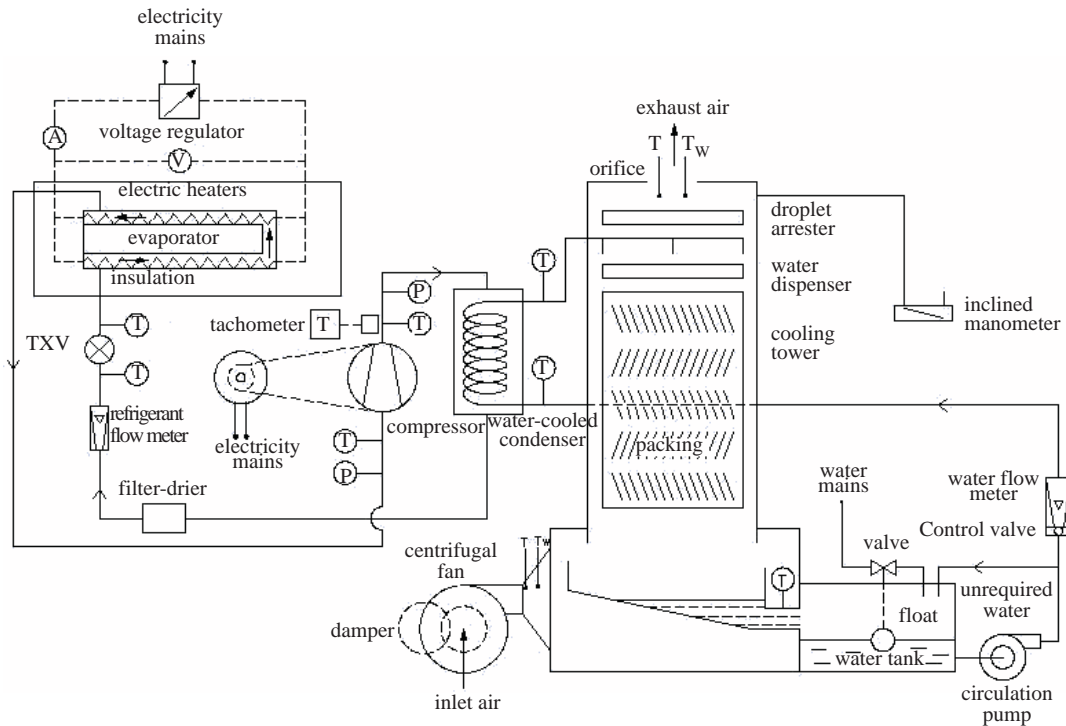 electricity
mains
voltage regulator
A
V
electric heaters
evaporator
insulation
exhaust air
T
T
W
orifice
droplet
arrester
water
dispenser
inclined
manometer
cooling
tower
T
P
T
tachometer
T
TXV
T
T
T
refrigerant
flow meter
compressor
water-cooled
condenser
packing
electricity
mains
T
P
filter-drier
water
mains
water flow
meter
Control valve
valve
centrifugal
fan
T
Tw
T
unrequired
water
float
damper
water tank
inlet air
circulation
pump